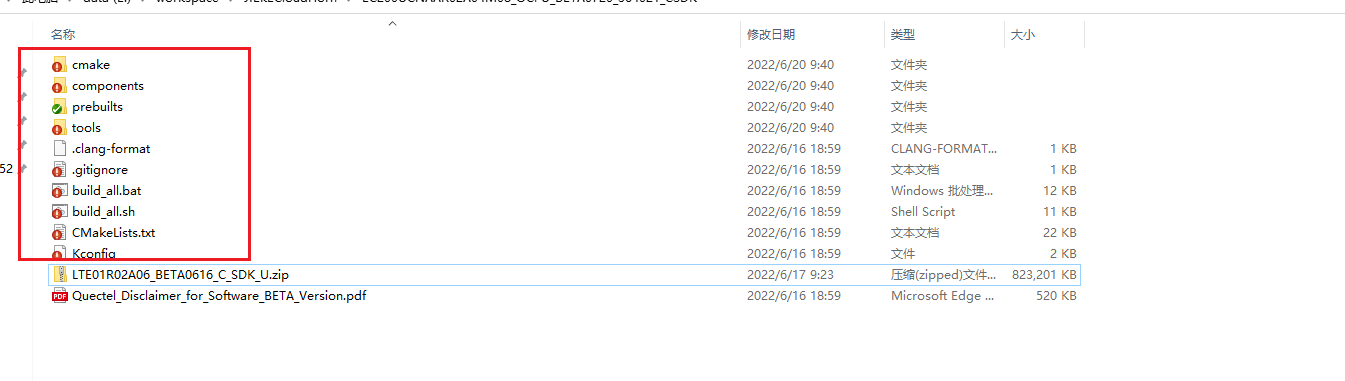 名称 修改日期 类型 大小
cmake 2022/6/20 9:40 文件夹
components 2022/6/20 9:40 文件夹
prebuilts 2022/6/20 9:40 文件夹
tools 2022/6/20 9:40 文件夹
.clang-format 2022/6/16 18:59 CLANG-FORMAT... 1 KB
52 .gitignore 2022/6/16 18:59 文本文档 1 KB
build_all.bat 2022/6/16 18:59 Windows 批处理... 12 KB
build_all.sh 2022/6/16 18:59 Shell Script 11 KB
CMakeLists.txt 2022/6/16 18:59 文本文档 22 KB
Kconfig 2022/6/16 18:59 文件 2 KB
LTE01R02A06_BETA0616_C_SDK_U.zip 2022/6/17 9:23 压缩(zipped)文件... 823,201 KB
PDF Quectel_Disclaimer_for_Software_BETA_Version.pdf 2022/6/16 18:59 Microsoft Edge ... 520 KB